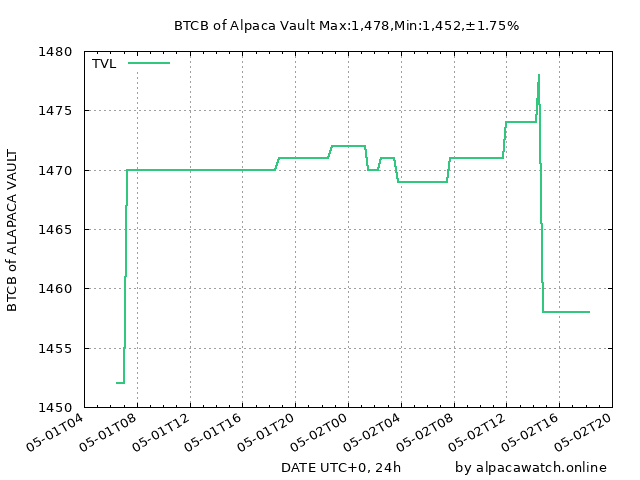 BTCB of Alpaca Vault Max:1,478,Min:1,452,±1.75%
TVL
1480
1475
1470
1465
1460
1455
1450
BTCB of ALAPACA VAULT
05-01T04
05-01T08
05-01T12
05-01T16
05-01T20
05-02T00
05-02T04
05-02T08
05-02T12
05-02T16
05-02T20
DATE UTC+0, 24h
by alpacawatch.online